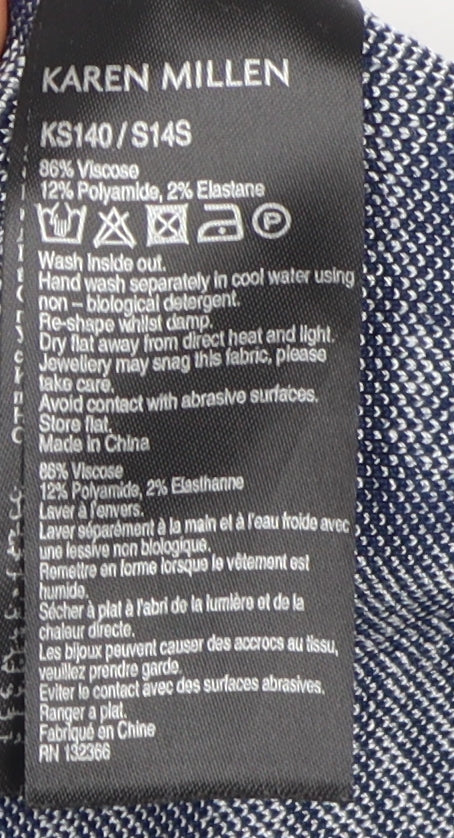 KAREN MILLEN
KS140 / S14S
86% Viscose
12% Polyamide, 2% Elastane
P
Wash Inside out.
Hand wash separately in cool water using
non – biological detergent.
Re-shape whilst damp.
Dry flat away from direct heat and light.
Jewellery may snag this fabric, please
take care.
Avoid contact with abrasive surfaces.
Store flat.
Made in China
86% Viscose
12% Polyamide, 2% Elasthanne
Laver à l'envers.
Laver séparément à la main et à l'eau froide avec
une lessive non biologique.
Remettre en forme lorsque le vêtement est
humide.
Sécher à plat à l'abri de la lumière et de la
chaleur directe.
Les bijoux peuvent causer des accrocs au tissu,
veuillez prendre garde.
Eviter le contact avec des surfaces abrasives.
Ranger a plat.
Fabriqué en Chine
RN 132366